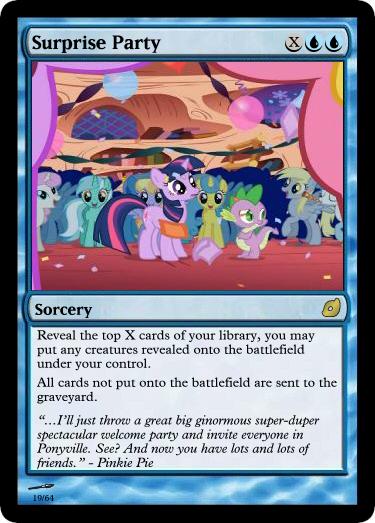 Surprise Party X
Sorcery
Reveal the top X cards of your library, you may
put any creatures revealed onto the battlefield
under your control.
All cards not put onto the battlefield are sent to the
graveyard.
“...I'll just throw a great big ginormous super-duper
spectacular welcome party and invite everyone in
Ponyville. See? And now you have lots and lots of
friends.” - Pinkie Pie
19/64